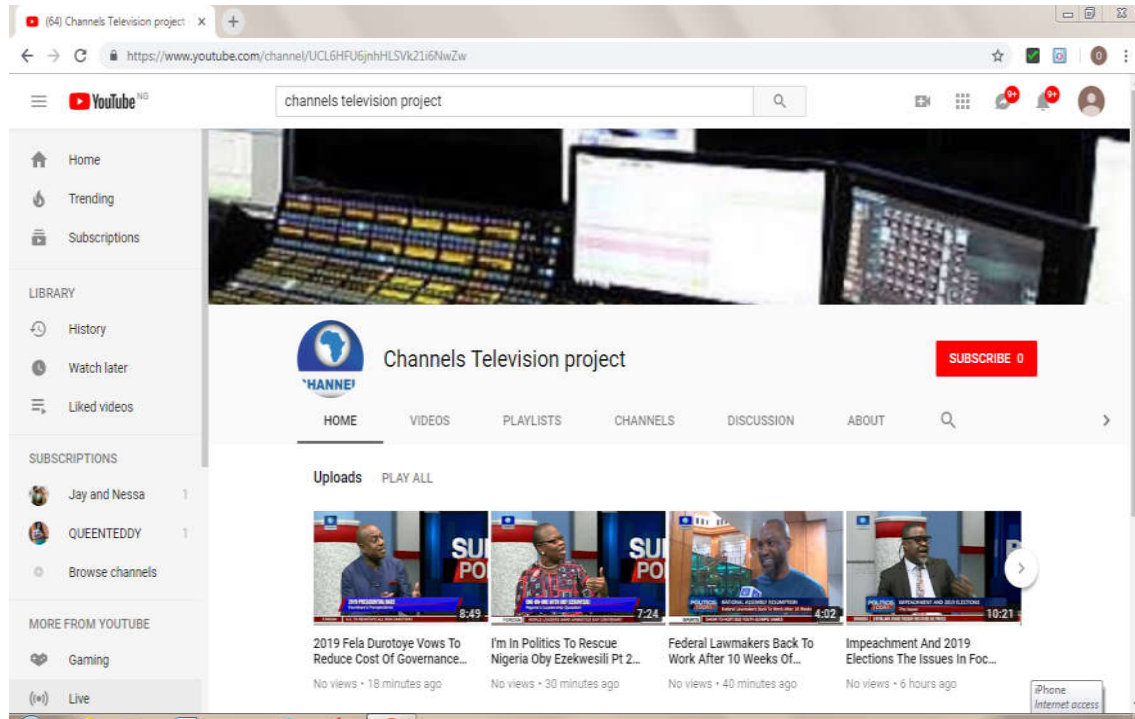 (64) Channels Television project
https://www.youtube.com/channel/UCL6HFU6jnhHLSVk21i6NwZw
YouTube NG
channels television project
9+
9+
Home
Trending
Subscriptions
LIBRARY
History
Watch later
Liked videos
SUBSCRIPTIONS
Jay and Nessa 1
QUEENTEDDY 1
Browse channels
MORE FROM YOUTUBE
Gaming
Live
Channels Television project
SUBSCRIBE 0
HOME VIDEOS PLAYLISTS CHANNELS DISCUSSION ABOUT
Uploads PLAY ALL
8:49
7:24
4:02
10:21
2019 Fela Durotoye Vows To
Reduce Cost Of Governance...
No views • 18 minutes ago
I'm In Politics To Rescue
Nigeria Oby Ezekwesili Pt 2...
No views • 30 minutes ago
Federal Lawmakers Back To
Work After 10 Weeks Of...
No views • 40 minutes ago
Impeachment And 2019
Elections The Issues In Foc...
No views • 6 hours ago
iPhone
Internet access